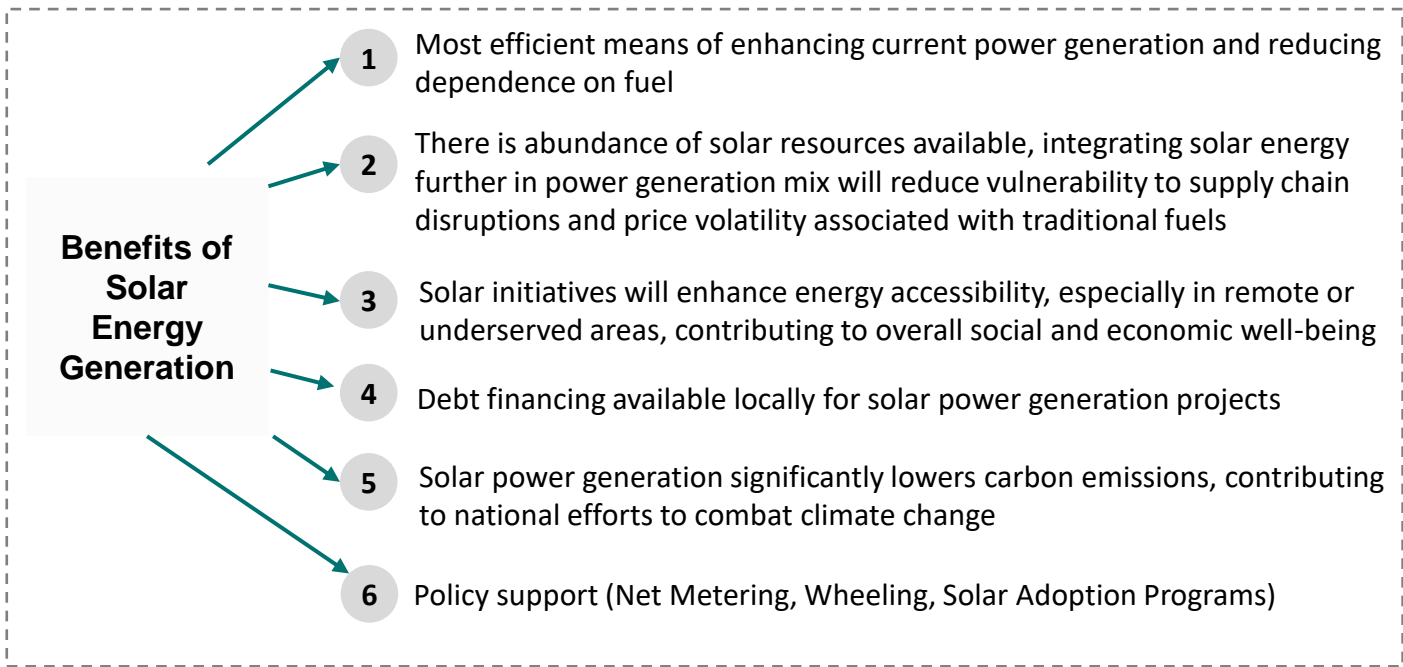 Benefits of
Solar
Energy
Generation
1
Most efficient means of enhancing current power generation and reducing
dependence on fuel
2
There is abundance of solar resources available, integrating solar energy
further in power generation mix will reduce vulnerability to supply chain
disruptions and price volatility associated with traditional fuels
3
Solar initiatives will enhance energy accessibility, especially in remote or
underserved areas, contributing to overall social and economic well-being
4
Debt financing available locally for solar power generation projects
5
Solar power generation significantly lowers carbon emissions, contributing
to national efforts to combat climate change
6
Policy support (Net Metering, Wheeling, Solar Adoption Programs)